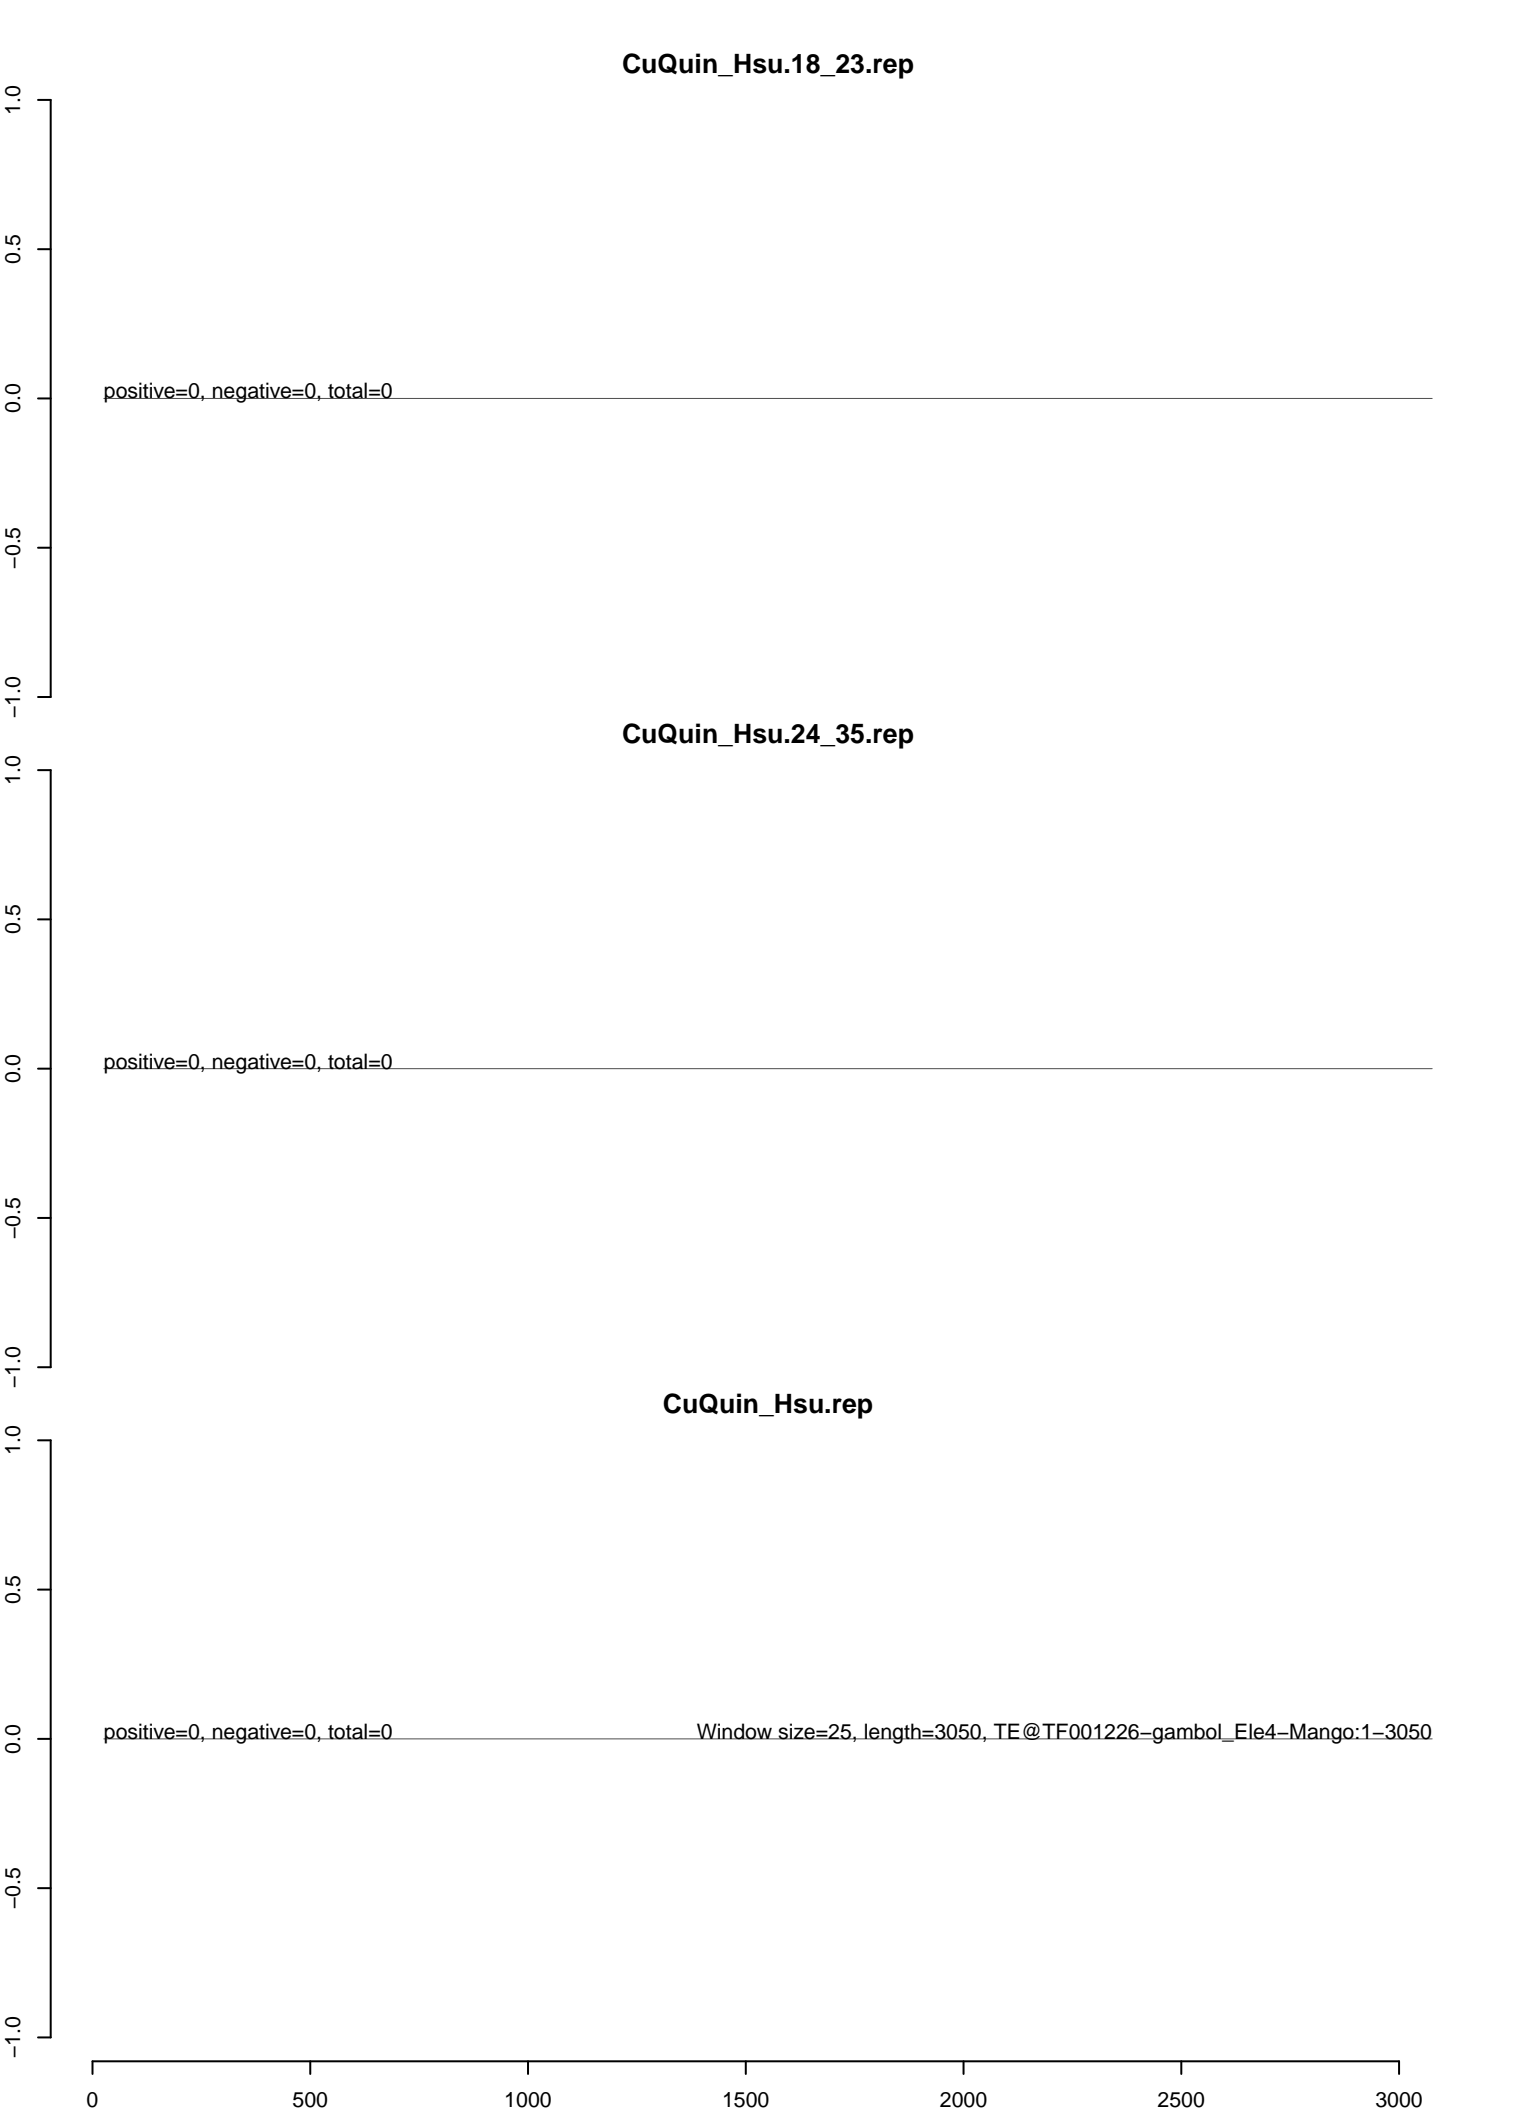 CuQuin_Hsu.18_23.rep
1.0
0.5
0.0
−0.5
−1.0
positive=0, negative=0, total=0
CuQuin_Hsu.24_35.rep
1.0
0.5
0.0
−0.5
−1.0
positive=0, negative=0, total=0
CuQuin_Hsu.rep
1.0
0.5
0.0
−0.5
−1.0
positive=0, negative=0, total=0
Window size=25, length=3050, TE@TF001226−gambol_Ele4−Mango:1−3050
0 500 1000 1500 2000 2500 3000